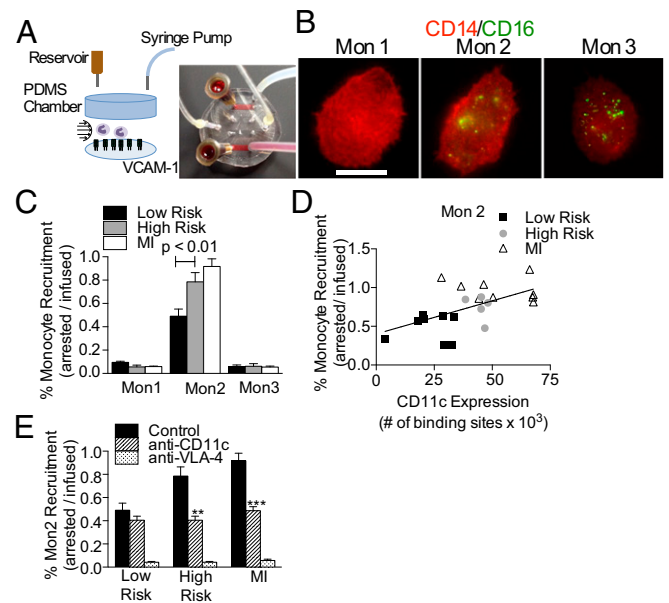 A
Syringe Pump
Reservoir
PDMS
Chamber
VCAM-1
B
CD14/CD16
Mon 1
Mon 2
Mon 3
C
Low Risk
High Risk
MI
p < 0.01
% Monocyte Recruitment
(arrested / infused)
1.0
0.8
0.6
0.4
0.2
0.0
Mon1
Mon2
Mon3
D
Mon 2
Low Risk
High Risk
MI
% Monocyte Recruitment
(arrested/ infused)
1.5
1.0
0.5
0.0
0
25
50
75
CD11c Expression
(# of binding sites x 10³)
E
Control
anti-CD11c
anti-VLA-4
% Mon2 Recruitment
(arrested / infused)
1.0
0.8
0.6
0.4
0.2
0.0
**
***
Low
Risk
High
Risk
MI